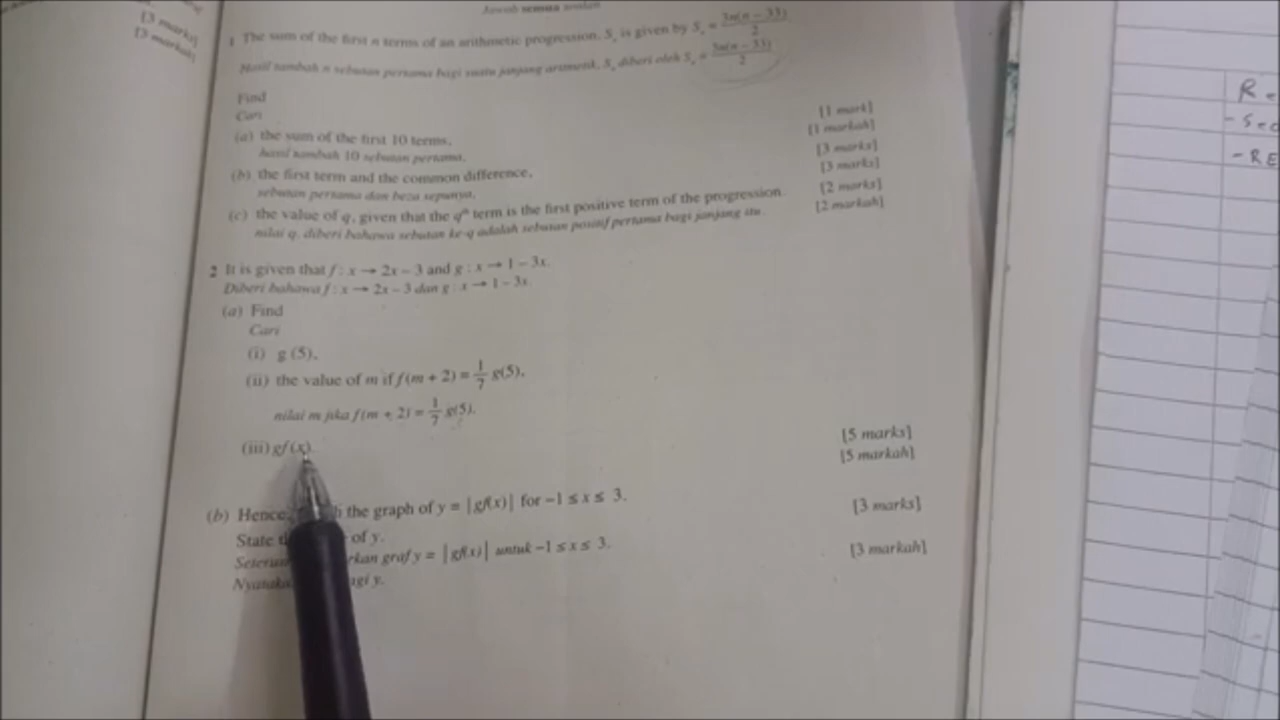 [3 marks]
[3 markah]
Jawab semua soalan
1 The sum of the first n terms of an arithmetic progression, Sₙ is given by Sₙ = 3n(n – 33)/2
Hasil tambah n sebutan pertama bagi suatu janjang aritmetik, Sₙ diberi oleh Sₙ = 3n(n – 33)/2
Find
Cari
(a) the sum of the first 10 terms, [1 mark]
hasil tambah 10 sebutan pertama, [1 markah]
(b) the first term and the common difference, [3 marks]
sebutan pertama dan beza sepunya, [3 marks]
(c) the value of q, given that the qᵗʰ term is the first positive term of the progression. [2 marks]
nilai q, diberi bahawa sebutan ke-q adalah sebutan positif pertama bagi janjang itu. [2 markah]
2 It is given that f : x → 2x – 3 and g : x → 1 – 3x.
Diberi bahawa f : x → 2x – 3 dan g : x → 1 – 3x.
(a) Find
Cari
(i) g (5),
(ii) the value of m if f(m + 2) = 1/7 g(5),
nilai m jika f(m + 2) = 1/7 g(5),
(iii) gf (x). [5 marks]
[5 markah]
(b) Hence, the graph of y = |gf(x)| for –1 ≤ x ≤ 3. [3 marks]
State of y.
graf y = |gf(x)| untuk –1 ≤ x ≤ 3. [3 markah]
y.